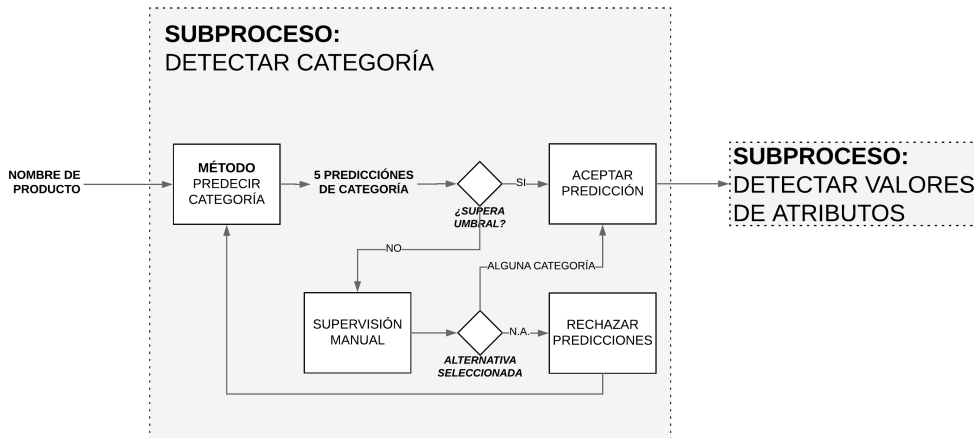 SUBPROCESO:
DETECTAR CATEGORÍA
NOMBRE DE
PRODUCTO
MÉTODO
PREDECIR
CATEGORÍA
5 PREDICCIÓNES
DE CATEGORÍA
¿SUPERA
UMBRAL?
SI
ACEPTAR
PREDICCIÓN
SUBPROCESO:
DETECTAR VALORES
DE ATRIBUTOS
NO
ALGUNA CATEGORÍA
SUPERVISIÓN
MANUAL
ALTERNATIVA
SELECCIONADA
N.A.
RECHAZAR
PREDICCIONES